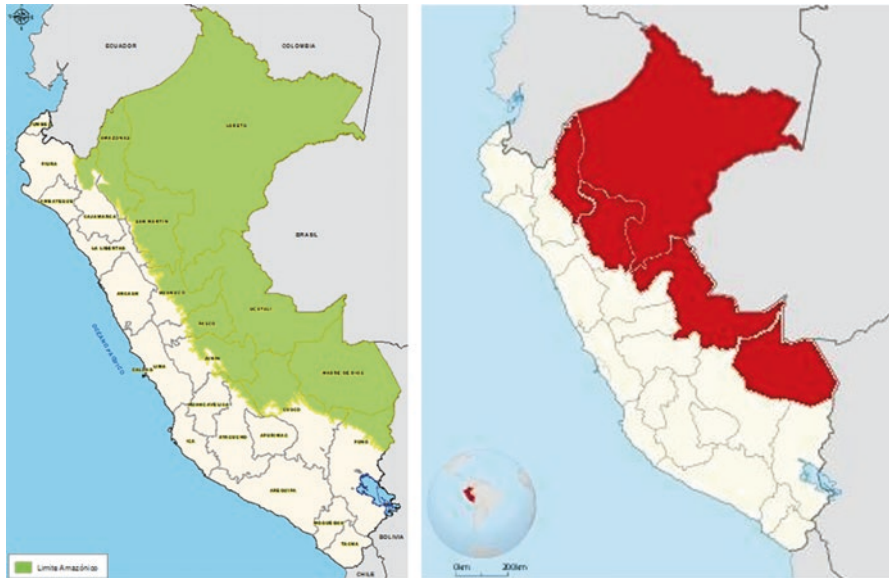 ECUADOR
COLOMBIA
LORETO
AMAZONAS
PIURA
CAJAMARCA
SAN MARTIN
LA LIBERTAD
BRASIL
ANCASH
HUANUCO
UCAYALI
PASCO
OCEANO PACIFICO
JUNIN
CALLAO
LIMA
MADRE DE DIOS
HUANCAVELICA
CUSCO
ICA
AYACUCHO
APURIMAC
PUNO
AREQUIPA
MOQUEGUA
TACNA
BOLIVIA
CHILE
Limite Amazónico
0km 200km